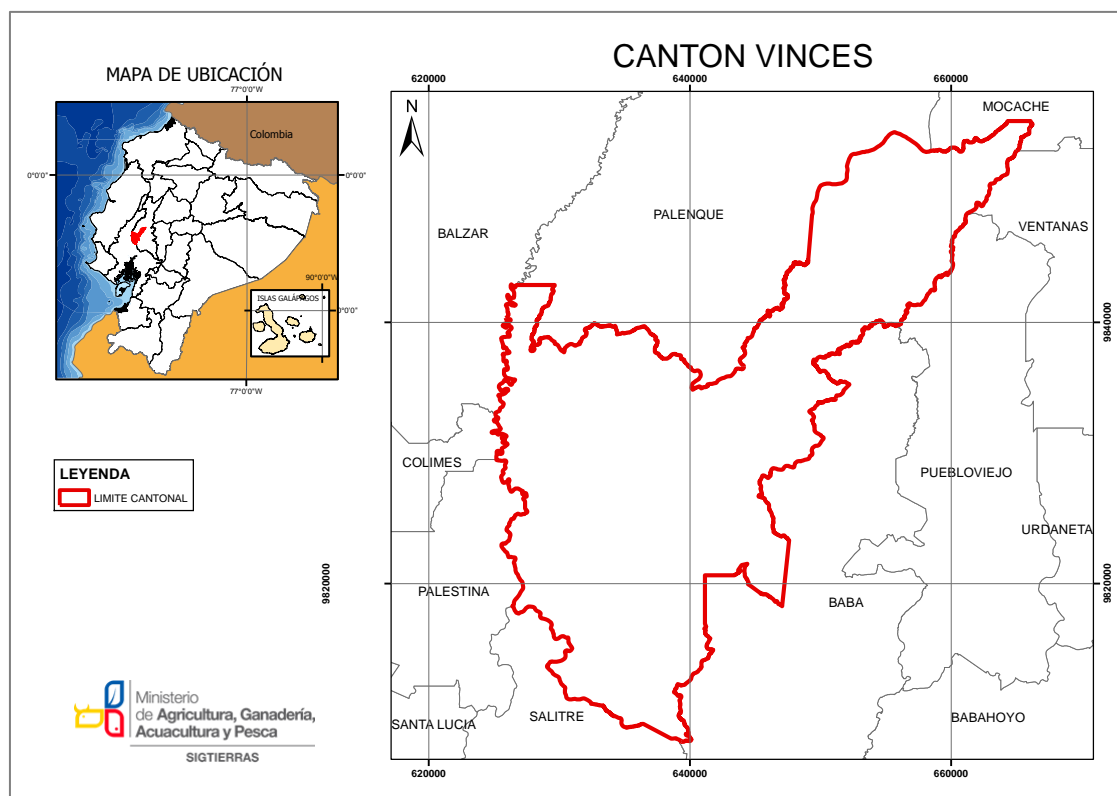 CANTON VINCES
MAPA DE UBICACIÓN
77°0'0"W
Colombia
0°0'0"
0°0'0"
90°0'0"W
0°0'0"
ISLAS GALÁPAGOS
77°0'0"W
LEYENDA
LIMITE CANTONAL
620000
640000
660000
N
MOCACHE
PALENQUE
BALZAR
VENTANAS
9840000
COLIMES
PUEBLOVIEJO
URDANETA
9820000
9820000
PALESTINA
BABA
SANTA LUCIA
SALITRE
BABAHOYO
620000
640000
660000
Ministerio
de Agricultura, Ganadería,
Acuacultura y Pesca
SIGTIERRAS